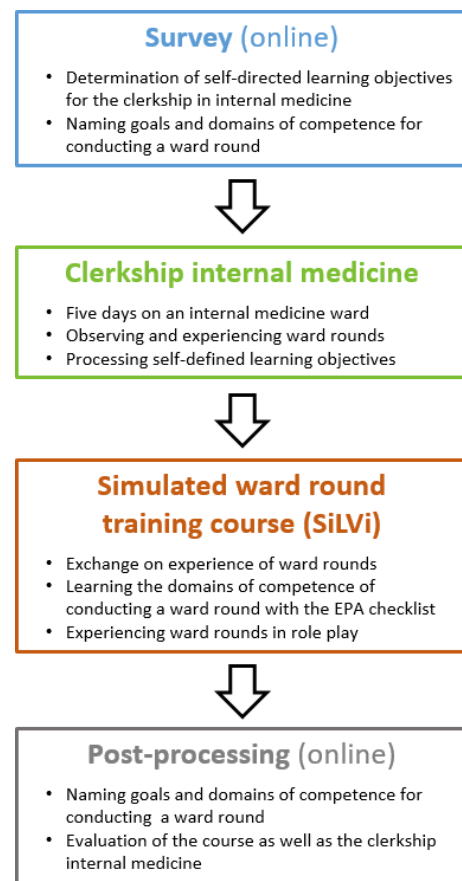 Survey (online)
• Determination of self-directed learning objectives
for the clerkship in internal medicine
• Naming goals and domains of competence for
conducting a ward round
Clerkship internal medicine
• Five days on an internal medicine ward
• Observing and experiencing ward rounds
• Processing self-defined learning objectives
Simulated ward round
training course (SiLVi)
• Exchange on experience of ward rounds
• Learning the domains of competence of
conducting a ward round with the EPA checklist
• Experiencing ward rounds in role play
Post-processing (online)
• Naming goals and domains of competence for
conducting a ward round
• Evaluation of the course as well as the clerkship
internal medicine